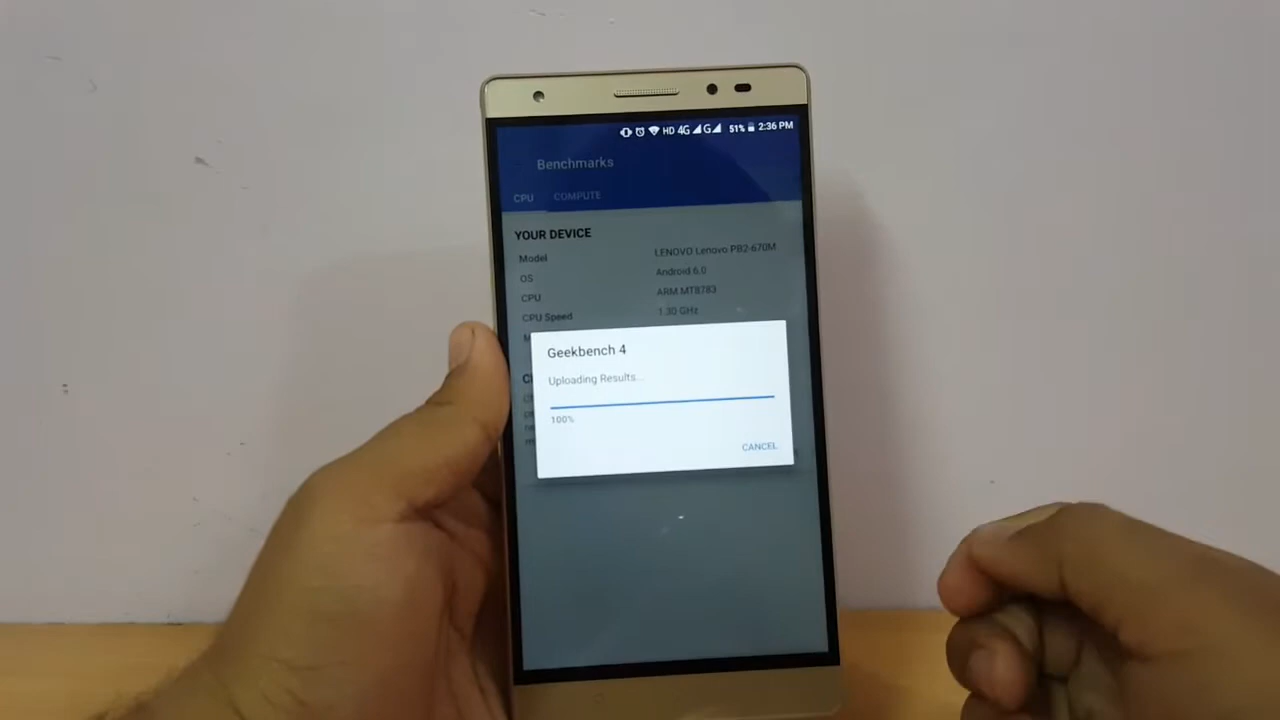 HD 4G G 51% 2:36 PM
Benchmarks
CPU COMPUTE
YOUR DEVICE
Model LENOVO Lenovo PB2-670M
OS Android 6.0
CPU ARM MT8783
CPU Speed 1.30 GHz
Geekbench 4
Uploading Results...
100%
CANCEL